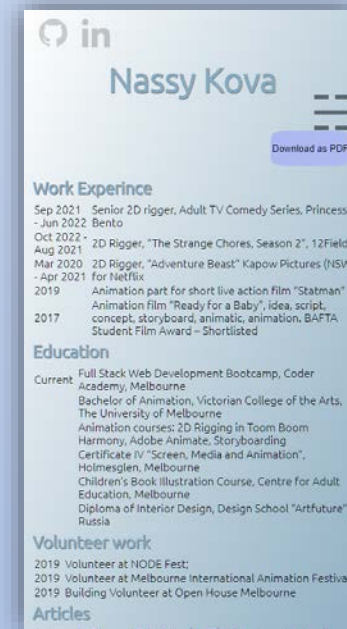 in
Nassy Kova
Download as PDF
Work Experince
Sep 2021 - Jun 2022 Senior 2D rigger, Adult TV Comedy Series, Princess Bento
Oct 2022 - Aug 2021 2D Rigger, "The Strange Chores, Season 2", 12Field
Mar 2020 - Apr 2021 2D Rigger, "Adventure Beast" Kapow Pictures (NSW for Netflix
2019 Animation part for short live action film "Statman"
Animation film "Ready for a Baby", idea, script,
2017 concept, storyboard, animatic, animation. BAFTA
Student Film Award – Shortlisted
Education
Current Full Stack Web Development Bootcamp, Coder
Academy, Melbourne
Bachelor of Animation, Victorian College of the Arts,
The University of Melbourne
Animation courses: 2D Rigging in Toom Boom
Harmony, Adobe Animate, Storyboarding
Certificate IV "Screen, Media and Animation",
Holmesglen, Melbourne
Children's Book Illustration Course, Centre for Adult
Education, Melbourne
Diploma of Interior Design, Design School "Artfuture"
Russia
Volunteer work
2019 Volunteer at NODE Fest;
2019 Volunteer at Melbourne International Animation Festiva
2019 Building Volunteer at Open House Melbourne
Articles